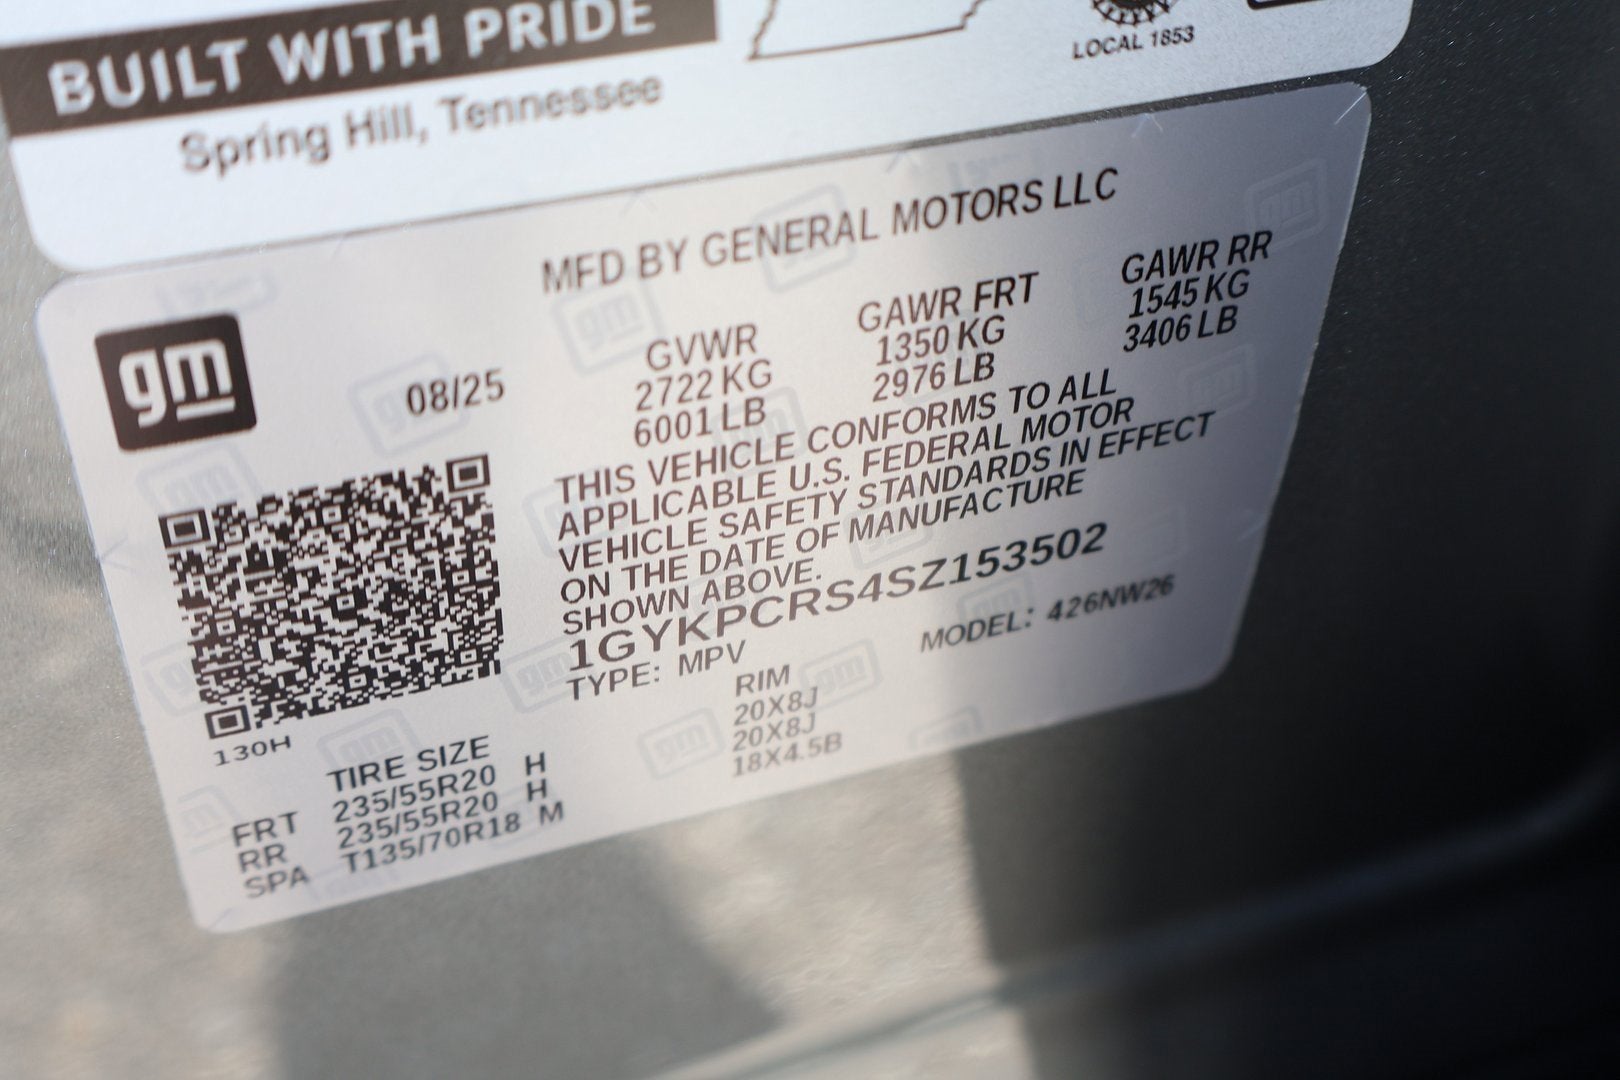 BUILT WITH PRIDE
Spring Hill, Tennessee
LOCAL 1853
MFD BY GENERAL MOTORS LLC
gm
08/25
GVWR
2722 KG
6001 LB
GAWR FRT
1350 KG
2976 LB
GAWR RR
1545 KG
3406 LB
THIS VEHICLE CONFORMS TO ALL
APPLICABLE U.S. FEDERAL MOTOR
VEHICLE SAFETY STANDARDS IN EFFECT
ON THE DATE OF MANUFACTURE
SHOWN ABOVE.
1GYKPCRS4SZ153502
TYPE: MPV MODEL: 426NW26
130H
TIRE SIZE RIM
FRT 235/55R20 H 20X8J
RR 235/55R20 H 20X8J
SPA T135/70R18 M 18X4.5B